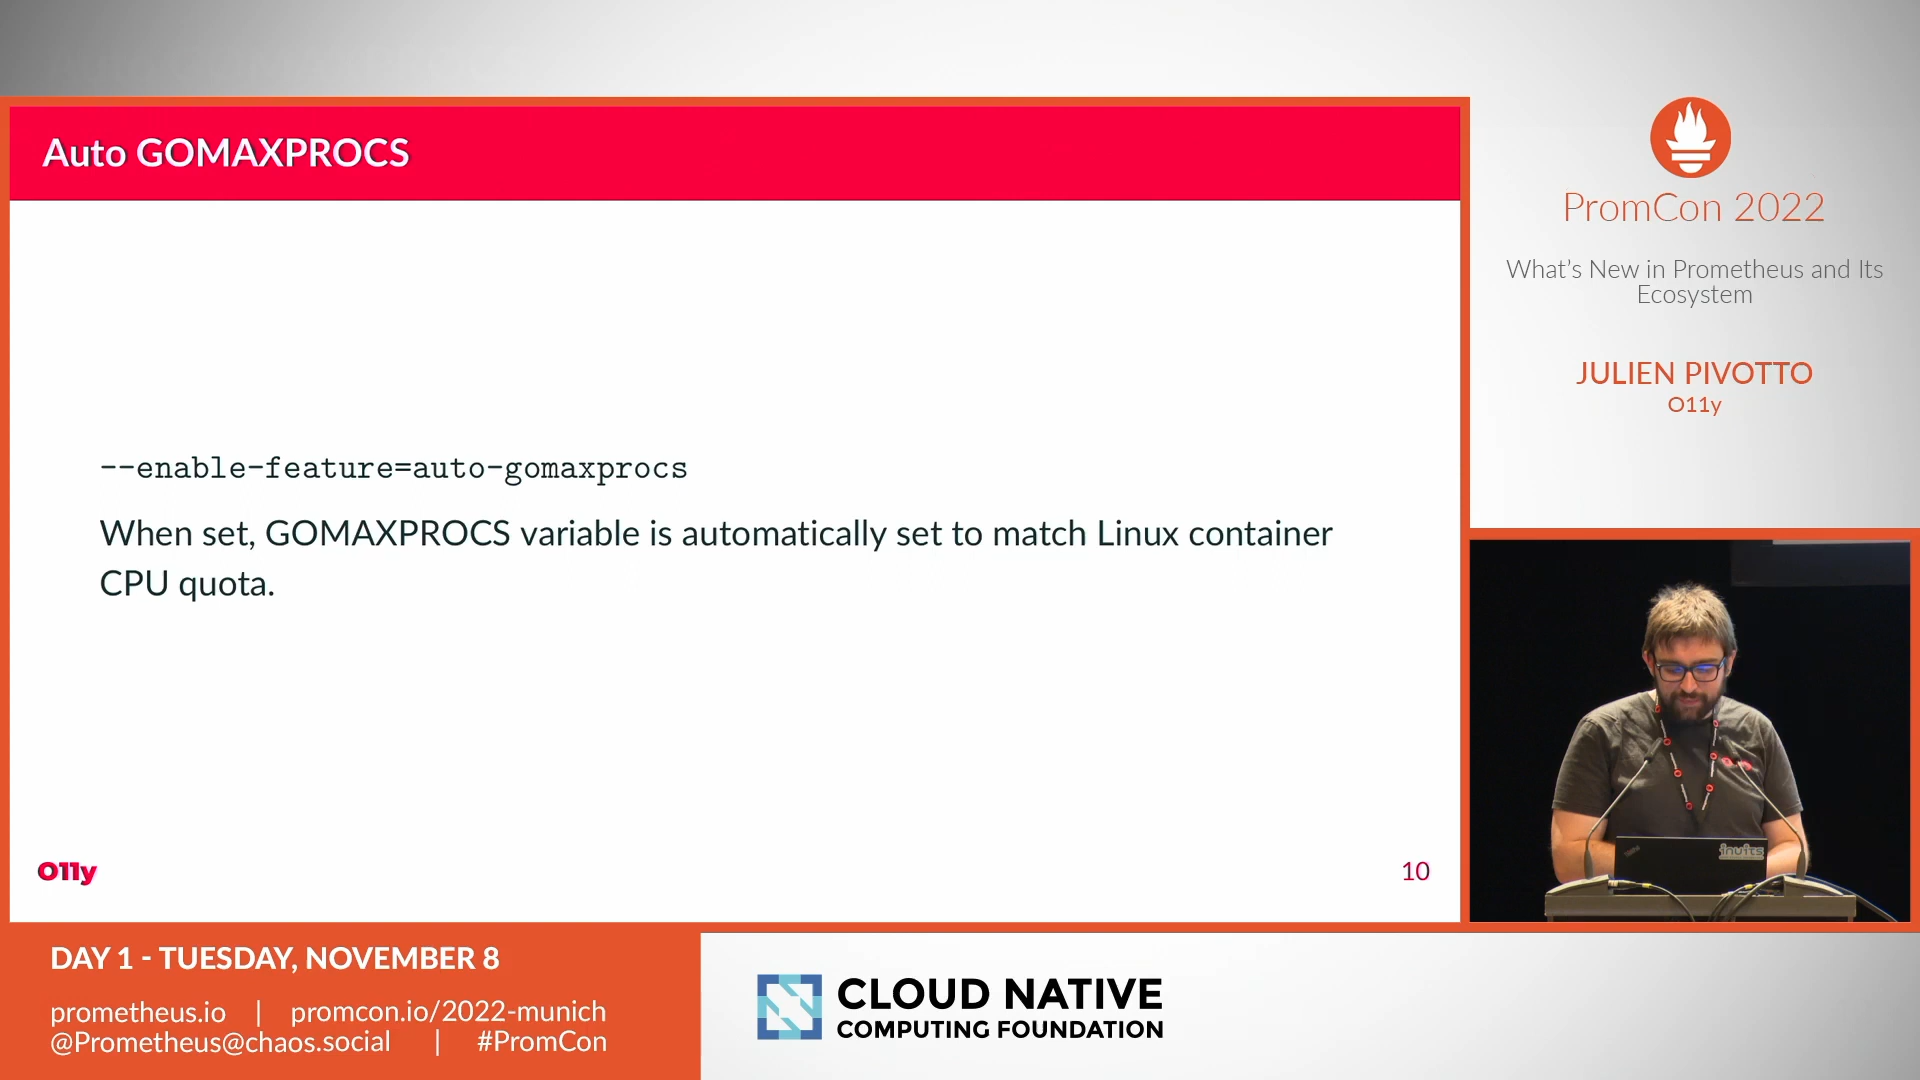 Auto GOMAXPROCS
--enable-feature=auto-gomaxprocs
When set, GOMAXPROCS variable is automatically set to match Linux container
CPU quota.
O11y
10
PromCon 2022
What's New in Prometheus and Its
Ecosystem
JULIEN PIVOTTO
O11y
inuits
DAY 1 - TUESDAY, NOVEMBER 8
prometheus.io | promcon.io/2022-munich
@Prometheus@chaos.social | #PromCon
CLOUD NATIVE
COMPUTING FOUNDATION